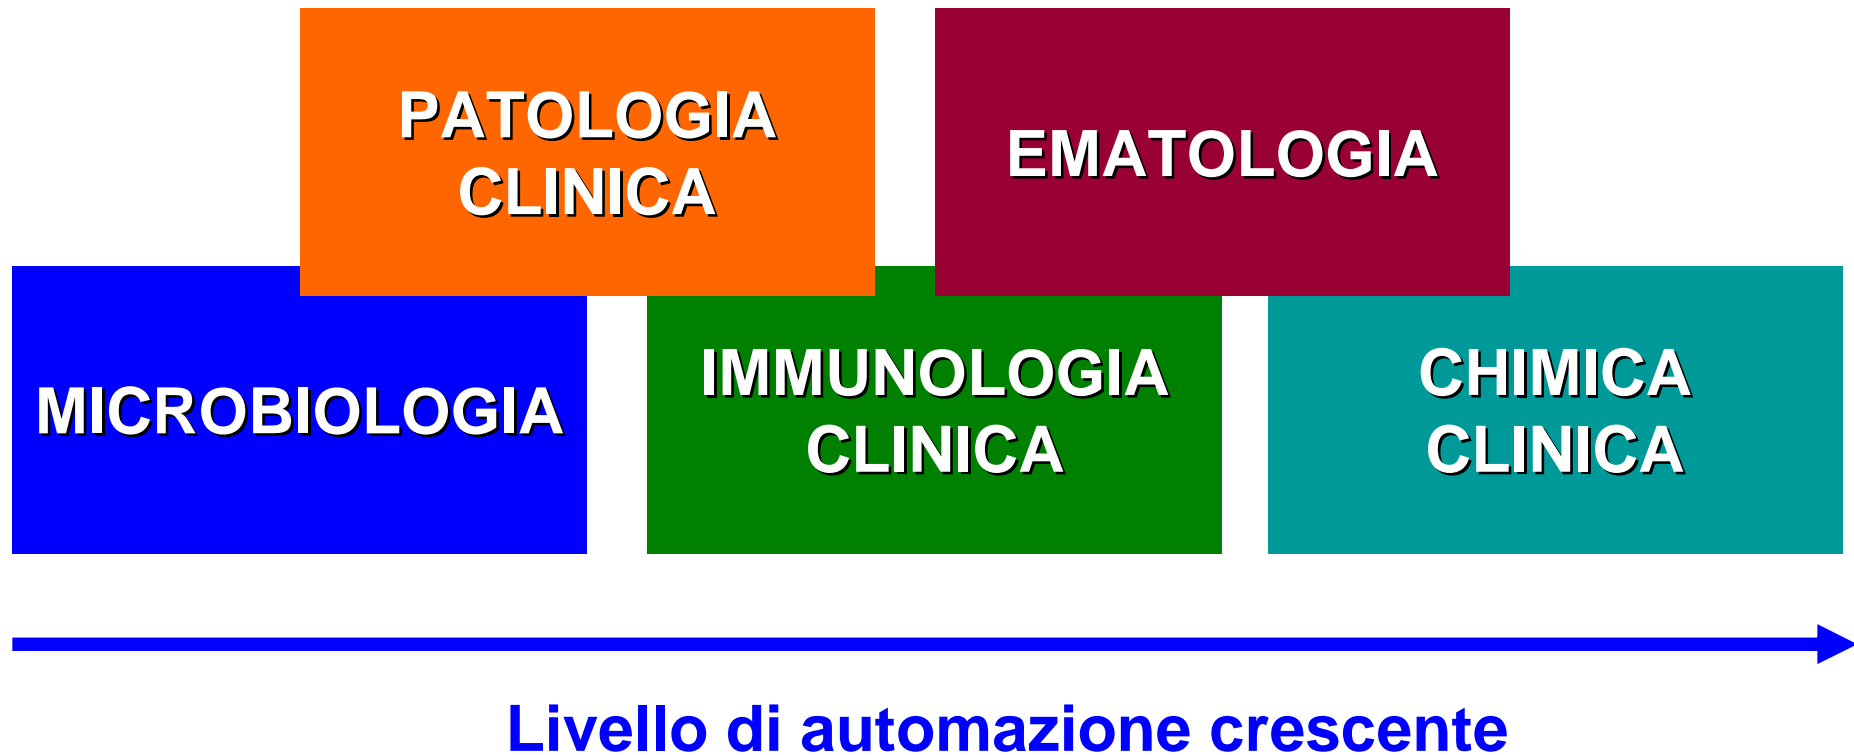 PATOLOGIA
CLINICA
EMATOLOGIA
MICROBIOLOGIA
IMMUNOLOGIA
CLINICA
CHIMICA
CLINICA
Livello di automazione crescente